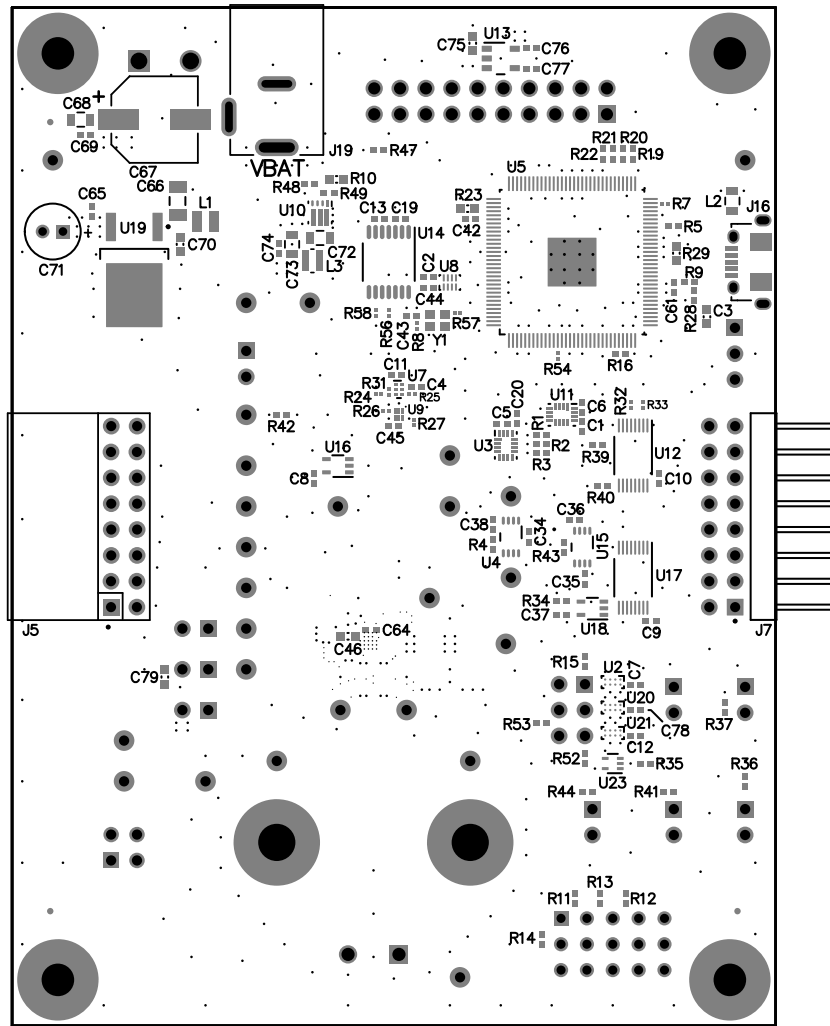 U13
C75
C76
C77
+
C68
C69
C67
VBAT
J19
R47
R21 R20
R22 R19
U5
C66
C65
L1
U19
C70
+
C71
R48
R10
R49
U10
C13 C19
U14
R23
C42
R7
R5
L2
J16
C74
C73
C72
L3
C2
U8
C44
R29
R9
C61
R28
C3
R58
R56
C43
R8
Y1
R57
R54
R16
C11
U7
R31
C4
R24
R25
R26
U9
C45
R27
R42
C20
C5
U3
R1
R2
R3
U11
C6
C1
R32
R33
R39
U12
R40
C10
U16
C8
C38
R4
U4
C34
C36
R43
U15
C35
U17
R34
C37
U18
C9
J5
J7
C64
C46
C79
R15
U2
C7
U20
U21
C78
C12
R53
R52
R35
U23
R37
R36
R44
R41
R11
R13
R12
R14